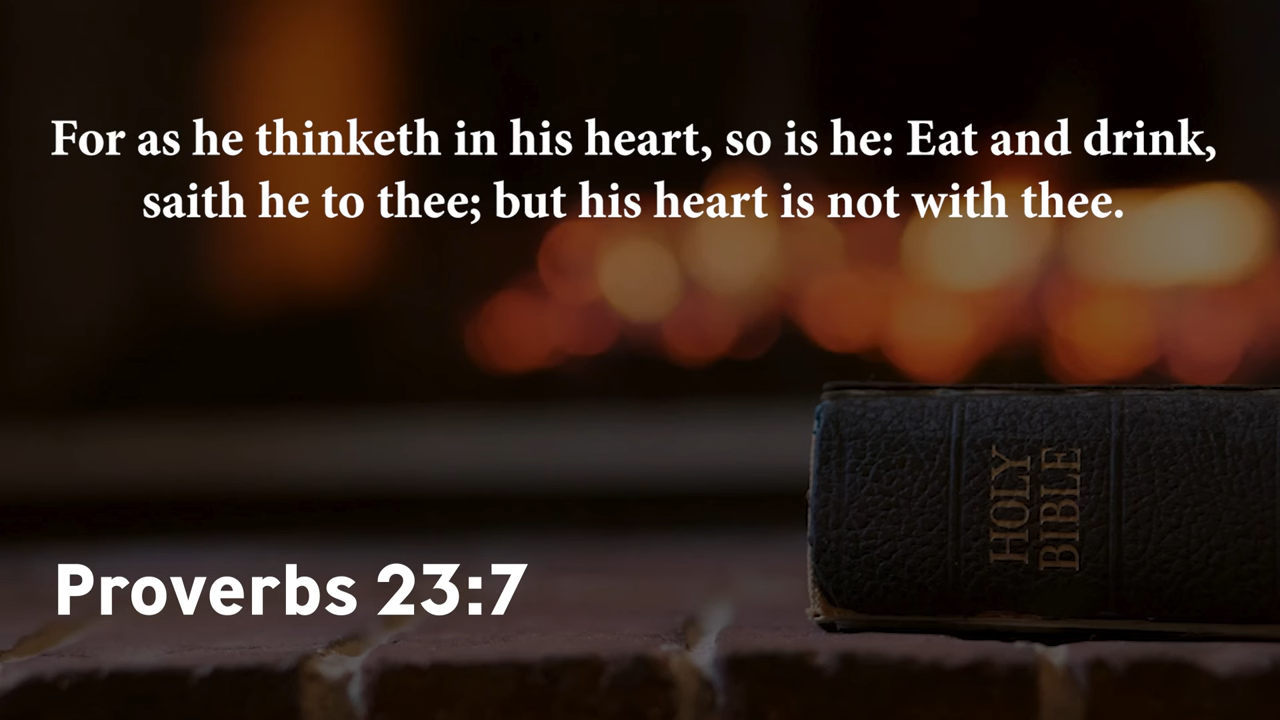 For as he thinketh in his heart, so is he: Eat and drink,
saith he to thee; but his heart is not with thee.
HOLY
BIBLE
Proverbs 23:7